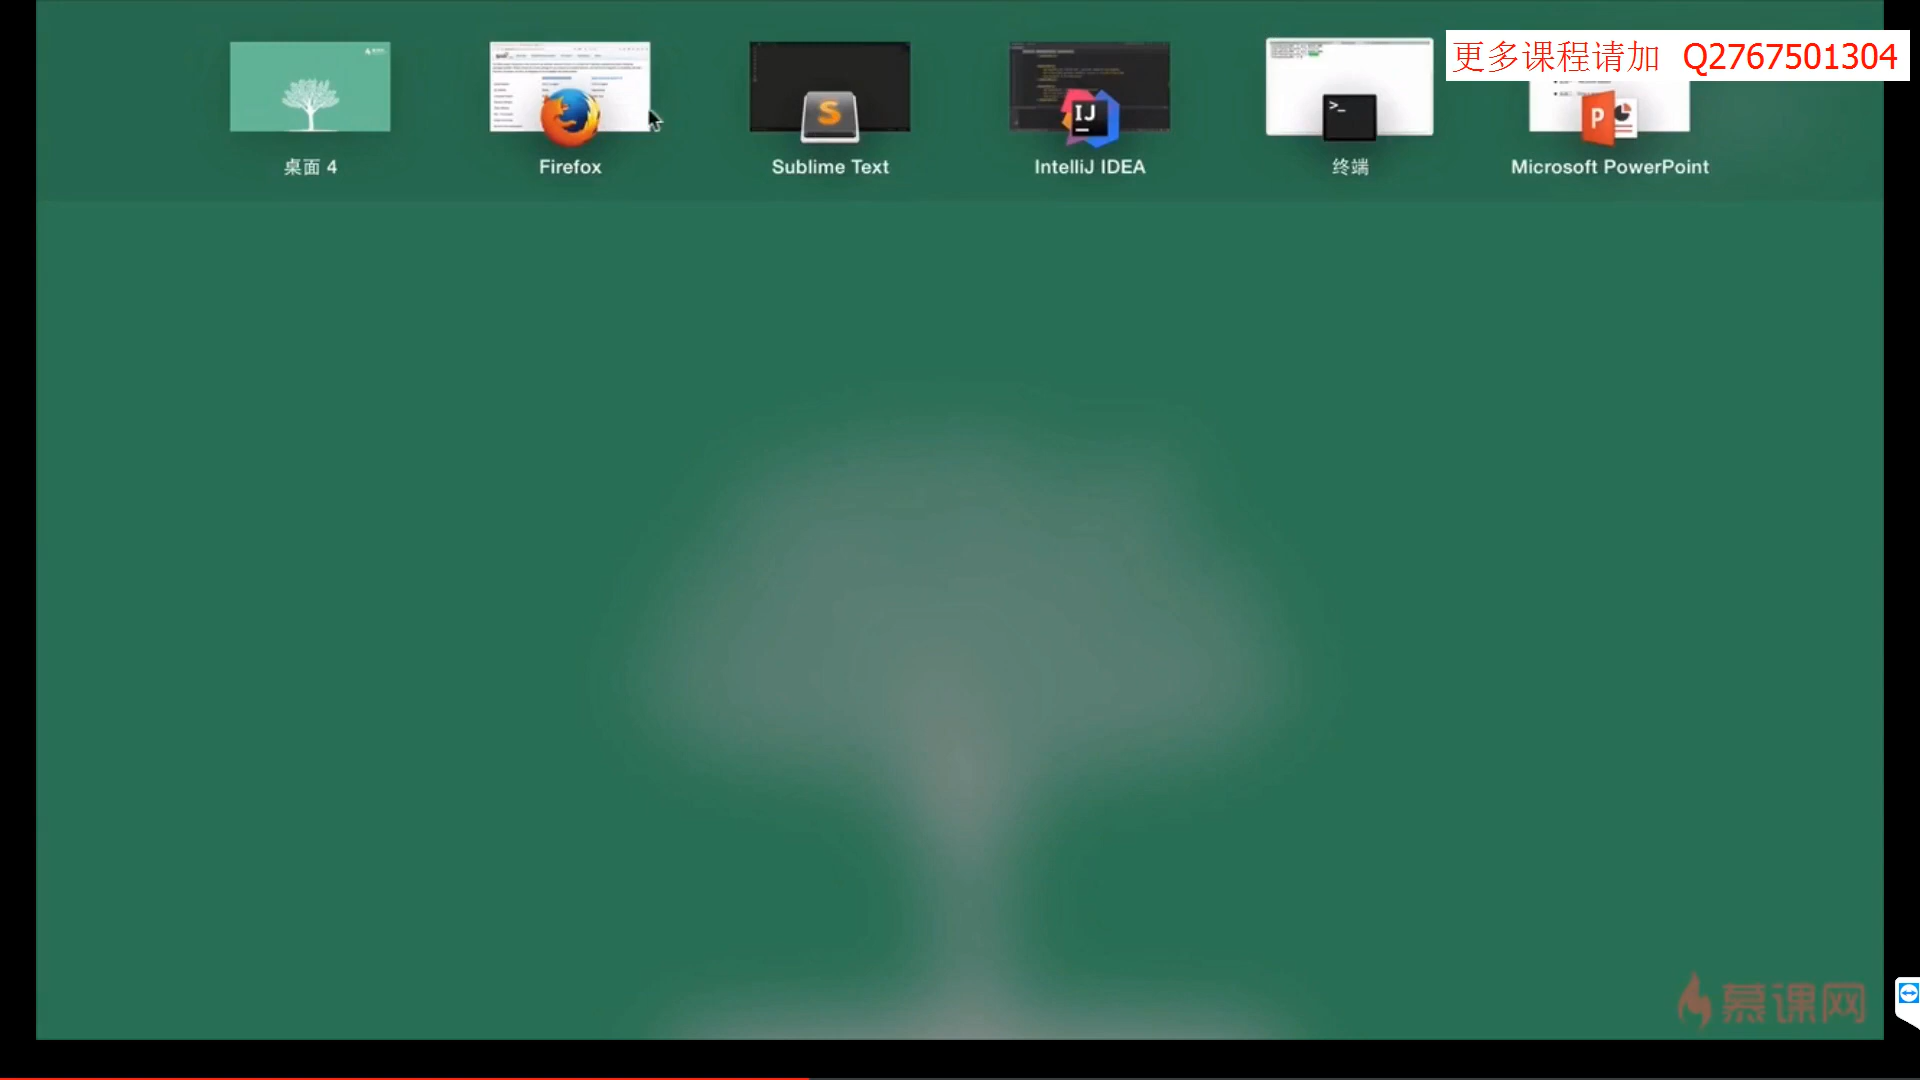 更多课程请加 Q2767501304
桌面 4
Firefox
Sublime Text
IntelliJ IDEA
终端
Microsoft PowerPoint
S
IJ
>_
P
慕课网